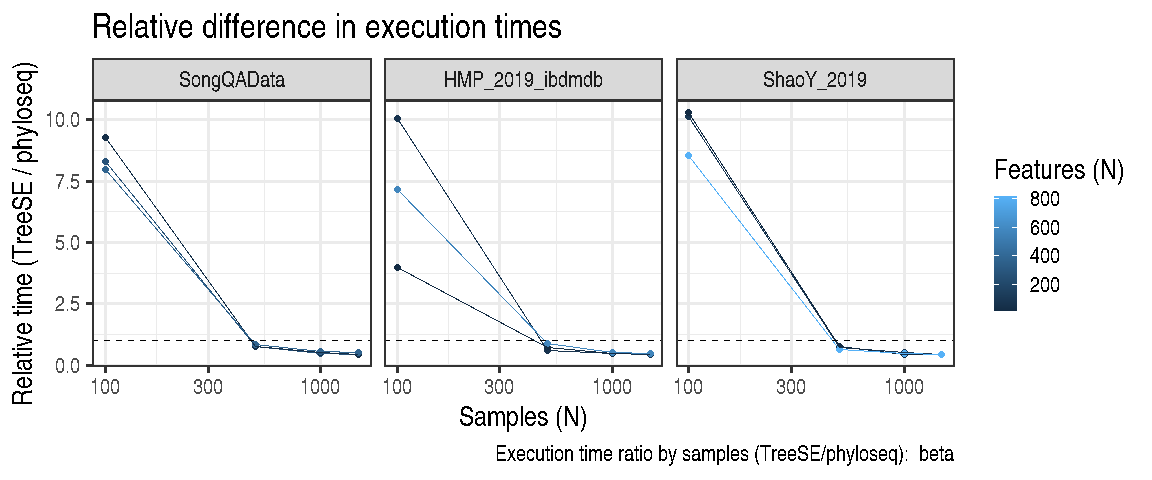 Relative difference in execution times
SongQAData
HMP_2019_ibdmdb
ShaoY_2019
Relative time (TreeSE / phyloseq)
10.0
7.5
5.0
2.5
0.0
100 300 1000
100 300 1000
100 300 1000
Samples (N)
Features (N)
800
600
400
200
Execution time ratio by samples (TreeSE/phyloseq): beta